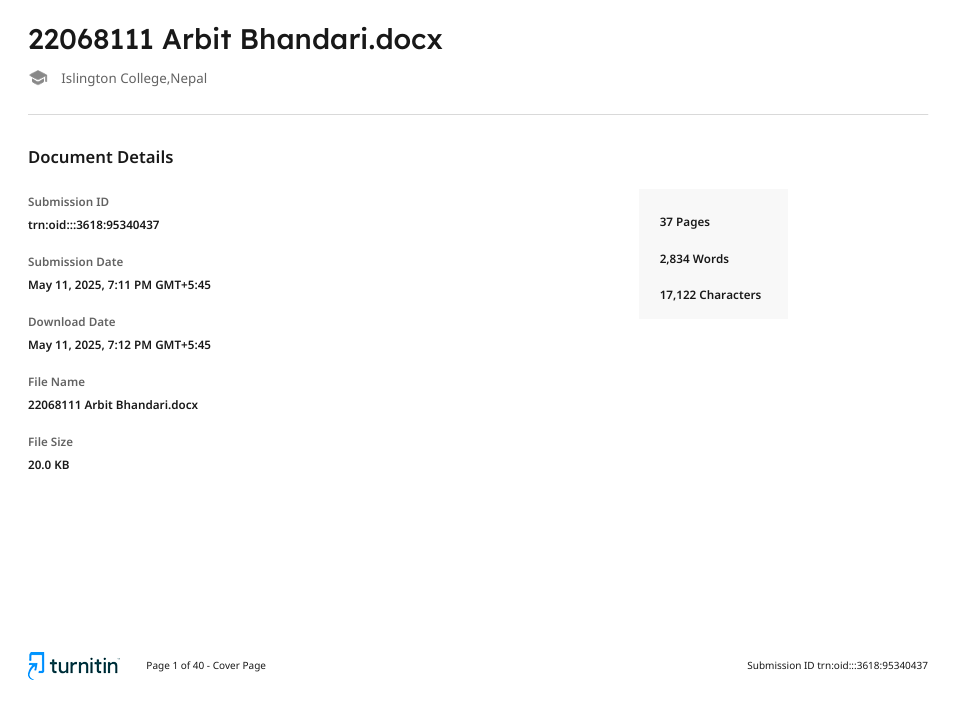 22068111 Arbit Bhandari.docx
Islington College,Nepal
Document Details
Submission ID
trn:oid:::3618:95340437
Submission Date
May 11, 2025, 7:11 PM GMT+5:45
Download Date
May 11, 2025, 7:12 PM GMT+5:45
File Name
22068111 Arbit Bhandari.docx
File Size
20.0 KB
37 Pages
2,834 Words
17,122 Characters
turnitin
Page 1 of 40 - Cover Page
Submission ID trn:oid:::3618:95340437